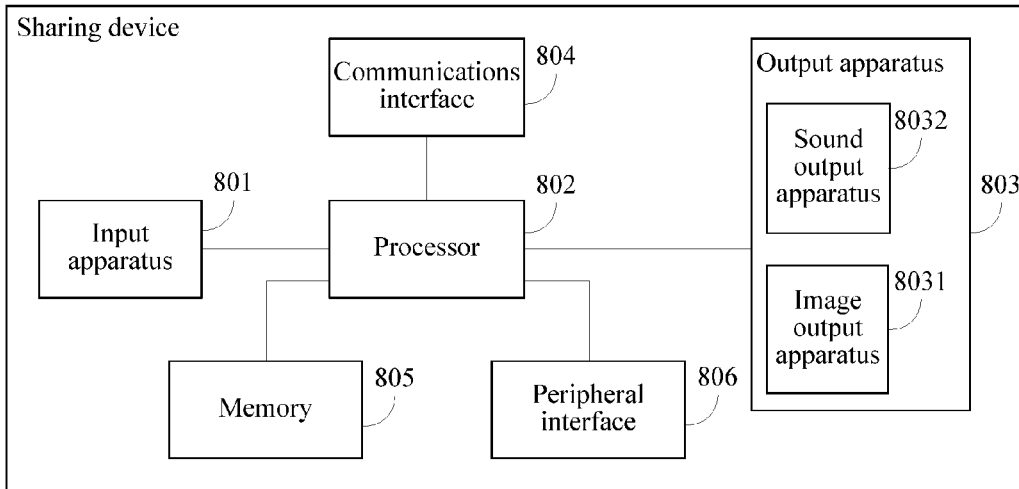 Sharing device
804
Communications
interface
Output apparatus
8032
Sound
output
apparatus
803
801
Input
apparatus
802
Processor
8031
Image
output
apparatus
805
Memory
806
Peripheral
interface